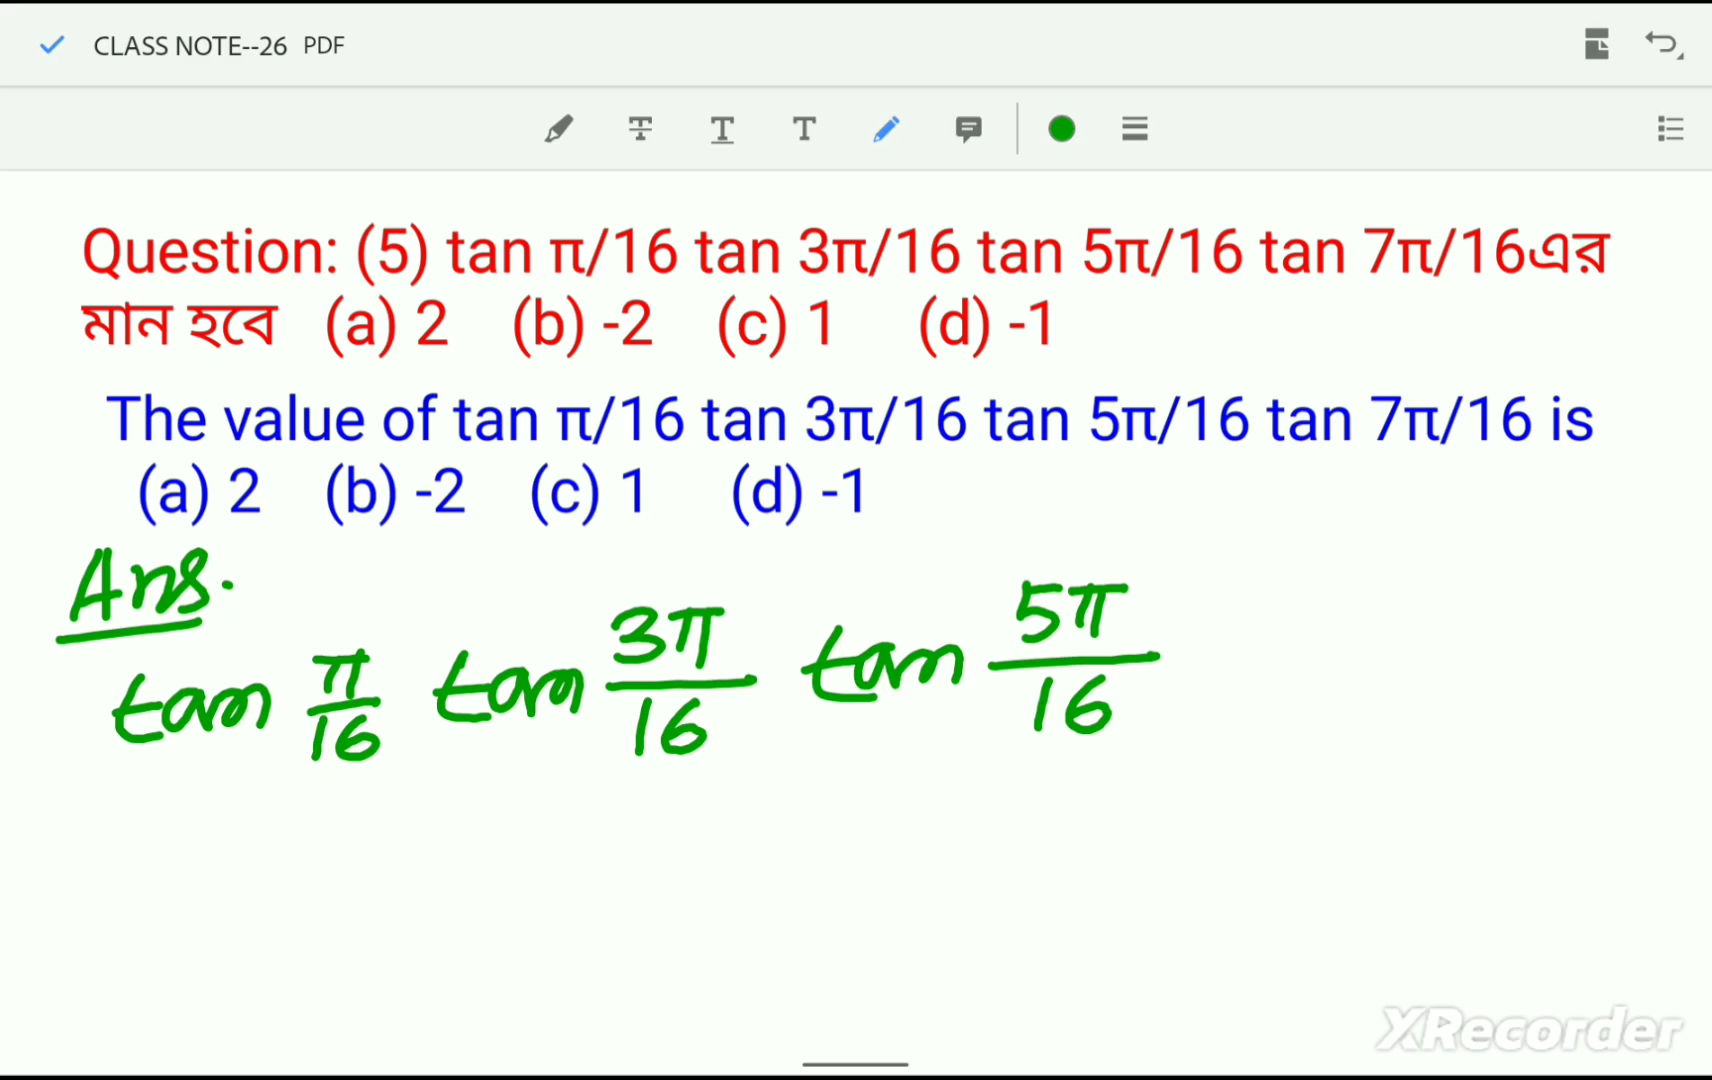 CLASS NOTE--26 PDF
Question: (5) tan π/16 tan 3π/16 tan 5π/16 tan 7π/16এর
মান হবে (a) 2 (b) -2 (c) 1 (d) -1
The value of tan π/16 tan 3π/16 tan 5π/16 tan 7π/16 is
(a) 2 (b) -2 (c) 1 (d) -1
Ans.
tan π/16 tan 3π/16 tan 5π/16
XRecorder